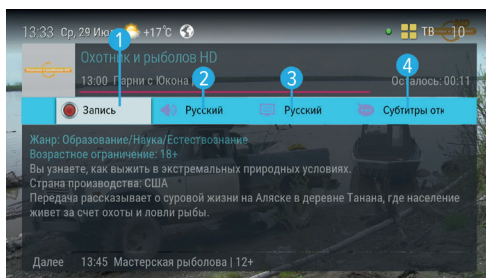 13:33 Ср, 29 Июл +17°C ТВ 10
1
Охотник и рыболов HD
2 3 4
13:00 Парни с Юкона Осталось: 00:11
Запись Русский Русский Субтитры отк
Жанр: Образование/Наука/Естествознание
Возрастное ограничение: 18+
Вы узнаете, как выжить в экстремальных природных условиях.
Страна производства: США
Передача рассказывает о суровой жизни на Аляске в деревне Танана, где население
живет за счет охоты и ловли рыбы.
Далее 13:45 Мастерская рыболова | 12+